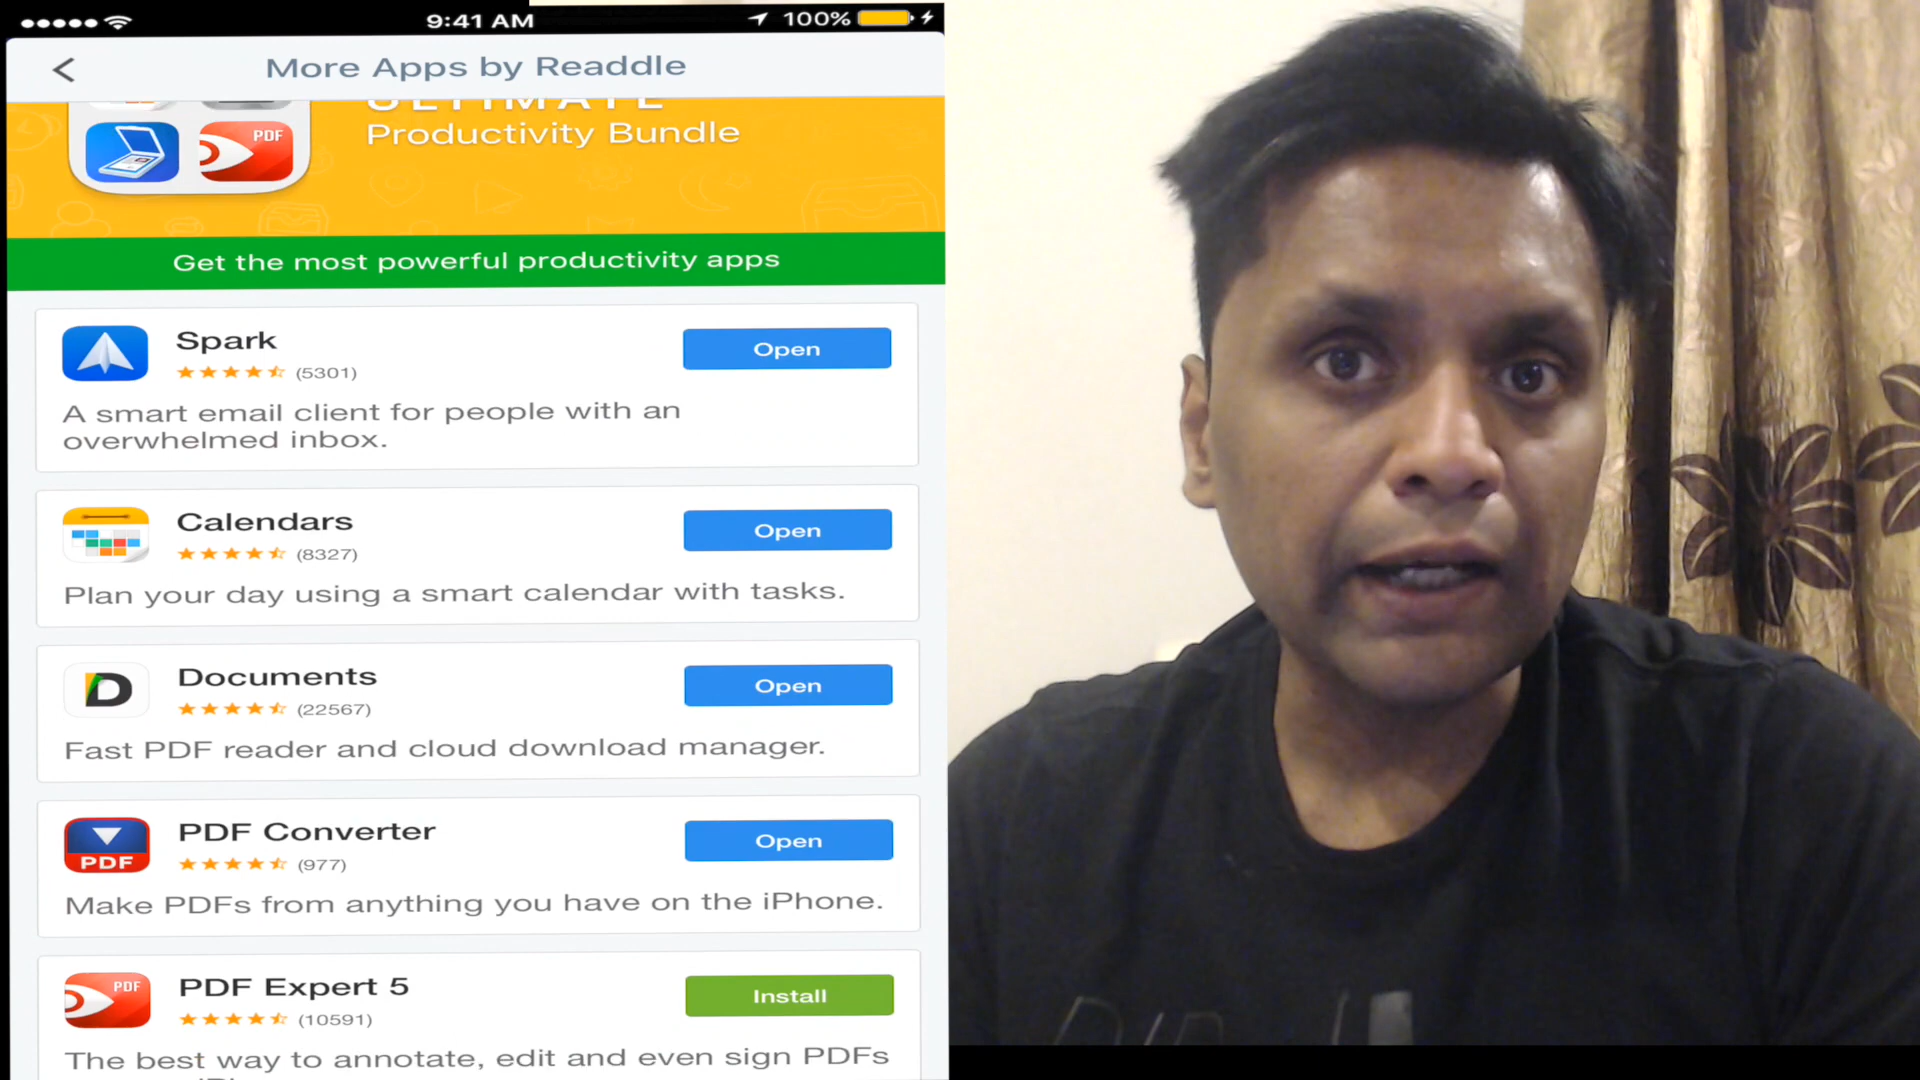 9:41 AM
100%
More Apps by Readdle
ULTIMATE
Productivity Bundle
PDF
Get the most powerful productivity apps
Spark
Open
(5301)
A smart email client for people with an
overwhelmed inbox.
Calendars
Open
(8327)
Plan your day using a smart calendar with tasks.
Documents
Open
(22567)
Fast PDF reader and cloud download manager.
PDF Converter
Open
PDF
(977)
Make PDFs from anything you have on the iPhone.
PDF Expert 5
PDF
Install
(10591)
The best way to annotate, edit and even sign PDFs